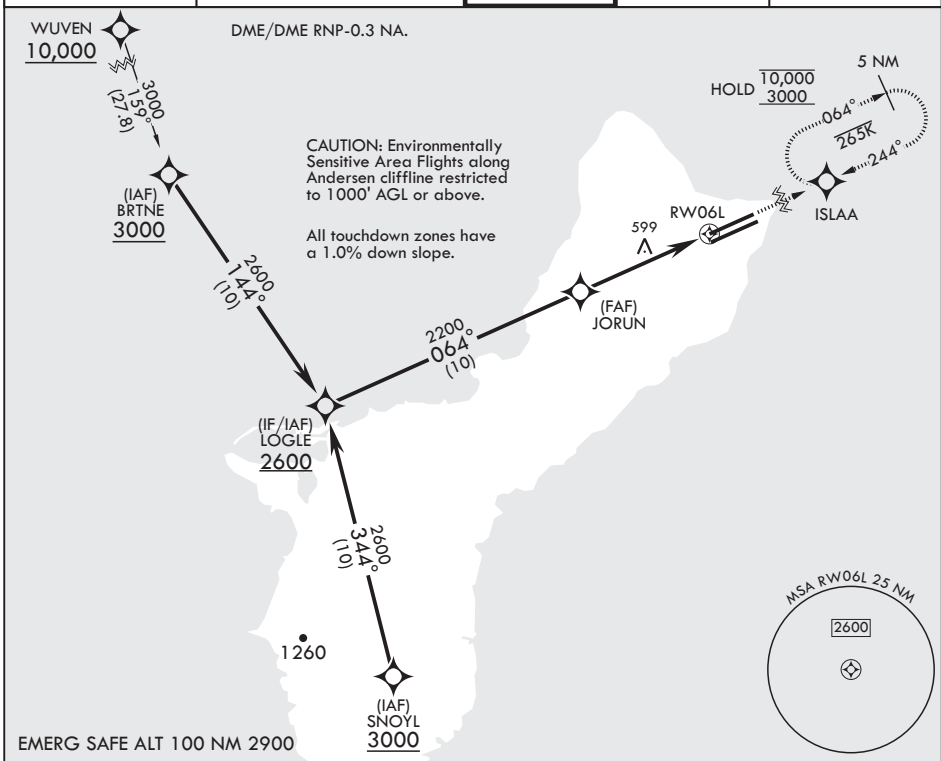 WUVEN
10,000
DME/DME RNP-0.3 NA.
3000
159°
(27.8)
HOLD 10,000
3000
5 NM
064°
265K
244°
ISLAA
CAUTION: Environmentally
Sensitive Area Flights along
Andersen cliffline restricted
to 1000' AGL or above.
All touchdown zones have
a 1.0% down slope.
(IAF)
BRTNE
3000
RW06L
599
2600
144°
(10)
(FAF)
JORUN
2200
064°
(10)
(IF/IAF)
LOGLE
2600
2600
344°
(10)
1260
(IAF)
SNOYL
3000
MSA RW06L 25 NM
2600
EMERG SAFE ALT 100 NM 2900